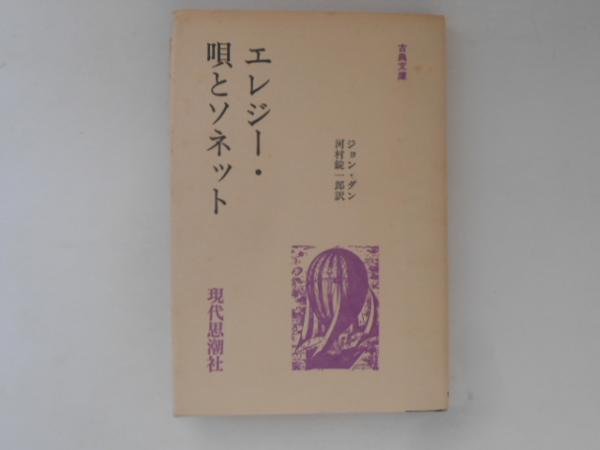 古典文庫
エレジー・
唄とソネット
ジョン・ダン
河村錠一郎訳
現代思潮社